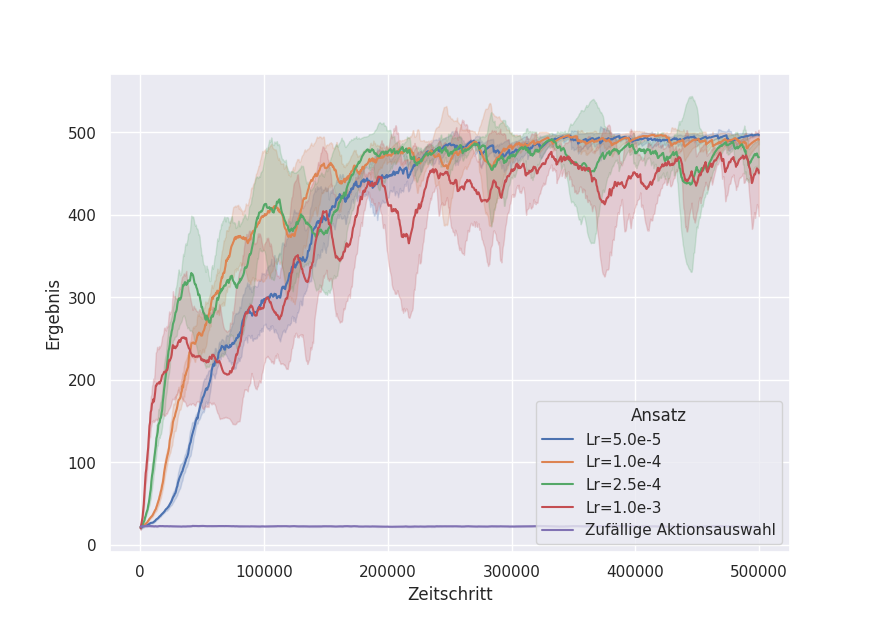 500
400
300
200
100
0
Ergebnis
Ansatz
Lr=5.0e-5
Lr=1.0e-4
Lr=2.5e-4
Lr=1.0e-3
Zufällige Aktionsauswahl
0 100000 200000 300000 400000 500000
Zeitschritt